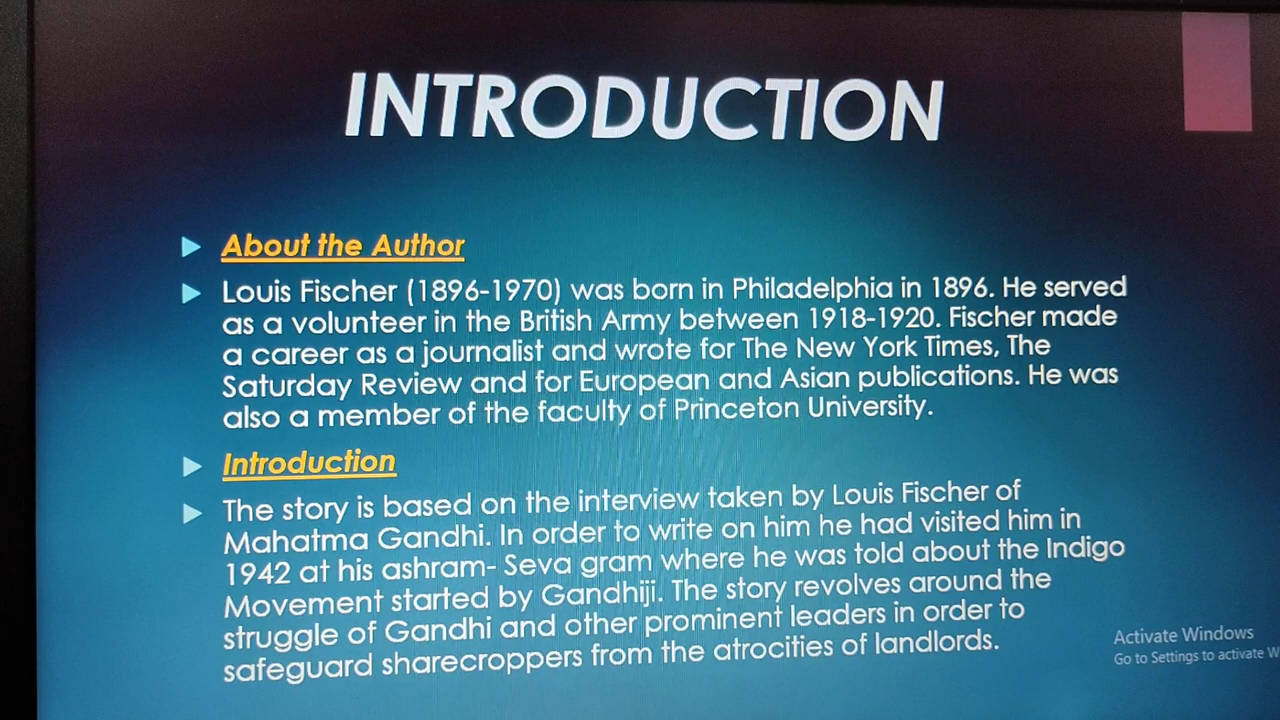 INTRODUCTION
About the Author
Louis Fischer (1896-1970) was born in Philadelphia in 1896. He served
as a volunteer in the British Army between 1918-1920. Fischer made
a career as a journalist and wrote for The New York Times, The
Saturday Review and for European and Asian publications. He was
also a member of the faculty of Princeton University.
Introduction
The story is based on the interview taken by Louis Fischer of
Mahatma Gandhi. In order to write on him he had visited him in
1942 at his ashram- Seva gram where he was told about the Indigo
Movement started by Gandhiji. The story revolves around the
struggle of Gandhi and other prominent leaders in order to
safeguard sharecroppers from the atrocities of landlords.
Activate Windows
Go to Settings to activate W